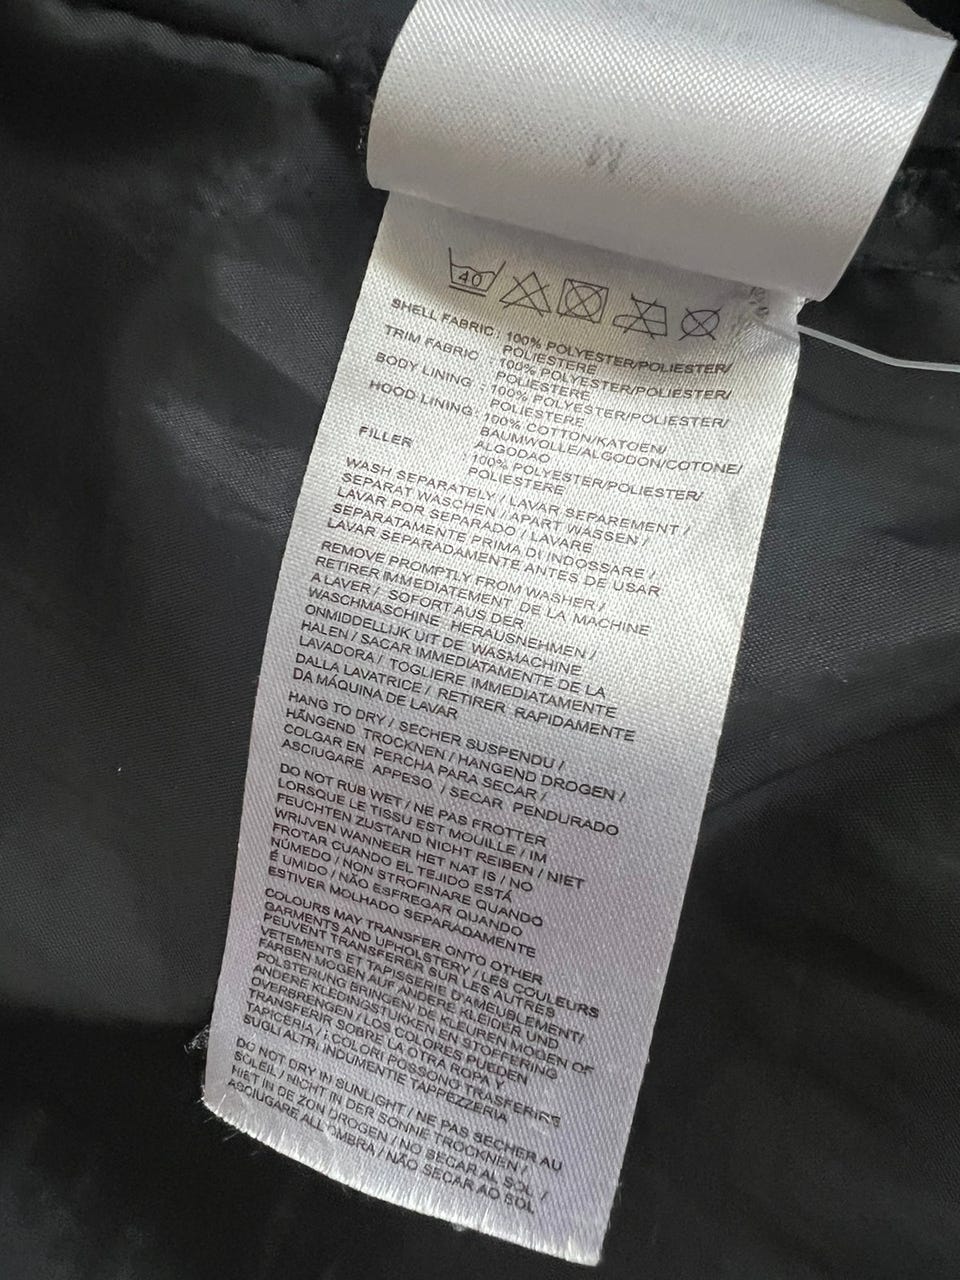 M
40
SHELL FABRIC : 100% POLYESTER/POLIESTER/
POLIESTERE
TRIM FABRIC : 100% POLYESTER/POLIESTER/
POLIESTERE
BODY LINING : 100% POLYESTER/POLIESTER/
POLIESTERE
HOOD LINING: 100% COTTON/KATOEN/
BAUMWOLLE/ALGODON/COTONE/
ALGODAO
FILLER : 100% POLYESTER/POLIESTER/
POLIESTERE
WASH SEPARATELY / LAVAR SEPAREMENT /
SEPARAT WASCHEN / APART WASSEN /
LAVAR POR SEPARADO / LAVARE
SEPARATAMENTE PRIMA DI INDOSSARE /
LAVAR SEPARADAMENTE ANTES DE USAR
REMOVE PROMPTLY FROM WASHER /
RETIRER IMMEDIATEMENT DE LA MACHINE
A LAVER / SOFORT AUS DER
WASCHMASCHINE HERAUSNEHMEN /
ONMIDDELLIJK UIT DE WASMACHINE
HALEN / SACAR IMMEDIATAMENTE DE LA
LAVADORA / TOGLIERE IMMEDIATAMENTE
DALLA LAVATRICE / RETIRER RAPIDAMENTE
DA MÁQUINA DE LAVAR
HANG TO DRY / SECHER SUSPENDU /
HÄNGEND TROCKNEN / HANGEND DROGEN /
COLGAR EN PERCHA PARA SECAR /
ASCIUGARE APPESO / SECAR PENDURADO
DO NOT RUB WET / NE PAS FROTTER
LORSQUE LE TISSU EST MOUILLE / IM
FEUCHTEN ZUSTAND NICHT REIBEN / NIET
WRIJVEN WANNEER HET NAT IS / NO
FROTAR CUANDO EL TEJIDO ESTÁ
NÚMEDO / NON STROFINARE QUANDO
É UMIDO / NÃO ESFREGAR QUANDO
ESTIVER MOLHADO SEPARADAMENTE
COLOURS MAY TRANSFER ONTO OTHER
GARMENTS AND UPHOLSTERY / LES COULEURS
PEUVENT TRANSFERER SUR LES AUTRES
VETEMENTS ET TAPISSERIE D'AMEUBLEMENT/
FARBEN MOGEN AUF ANDERE KLEIDER UND
POLSTERUNG BRINGEN/ DE KLEUREN MOGEN OF
ANDERE KLEDINGSTUKKEN EN STOFFERING
OVERBRENGEN / LOS COLORES PUEDEN
TRANSFERIR SOBRE LA OTRA ROPA Y
TAPICERIA / I COLORI POSSONO TRASFERIRE
SUGLI ALTRI INDUMENTIE TAPPEZZERIA
DO NOT DRY IN SUNLIGHT / NE PAS SECHER AU
SOLEIL / NICHT IN DER SONNE TROCKNEN /
NIET IN DE ZON DROGEN / NO SECAR AL SOL /
ASCIUGARE ALL OMBRA / NÃO SECAR AO SOL